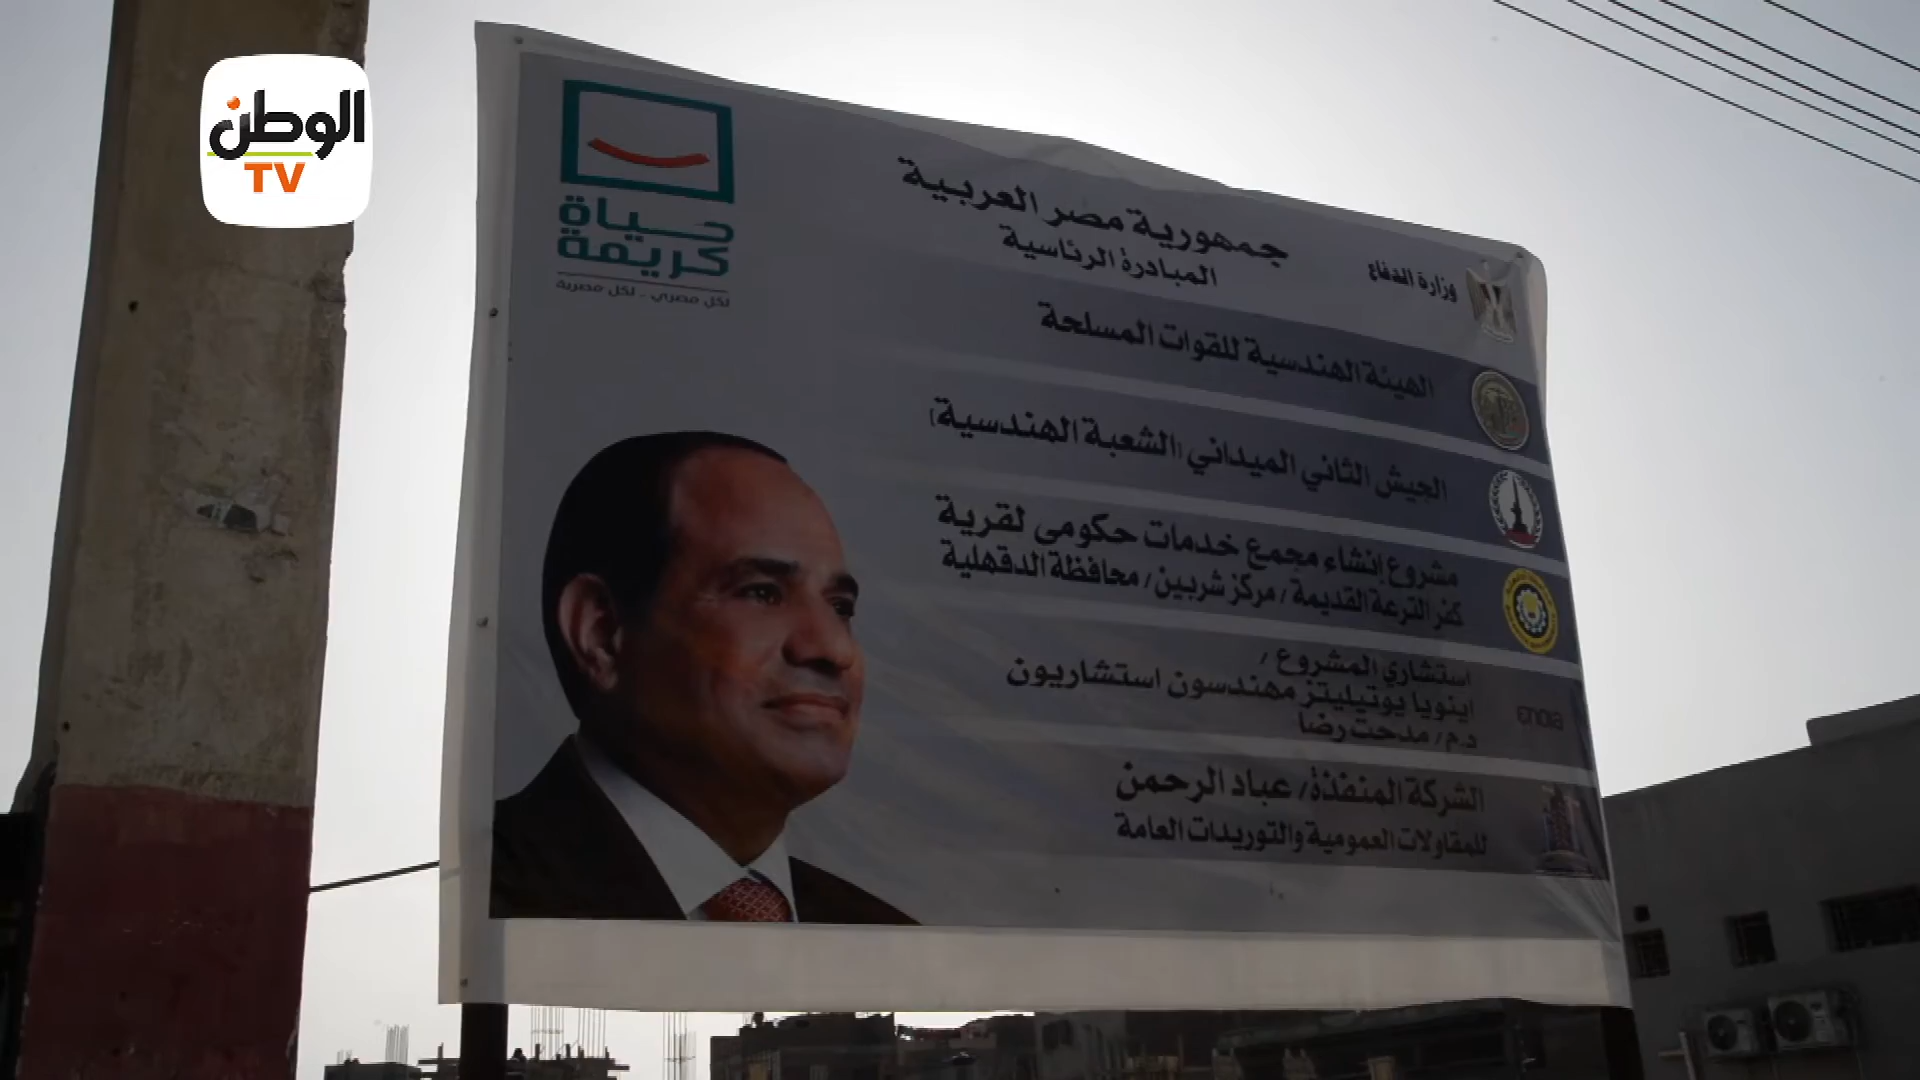 الوطن
TV
حياة
كريمة
لكل مصري - لكل مصرية
جمهورية مصر العربية
المبادرة الرئاسية
وزارة الدفاع
الهيئة الهندسية للقوات المسلحة
الجيش الثاني الميداني (الشعبة الهندسية)
مشروع إنشاء مجمع خدمات حكومى لقرية
كفر الترعة القديمة / مركز شربين / محافظة الدقهلية
استشاري المشروع /
اينويا يوتيليتز مهندسون استشاريون
د.م/ مدحت رضا
enoia
الشركة المنفذة/ عباد الرحمن
للمقاولات العمومية والتوريدات العامة